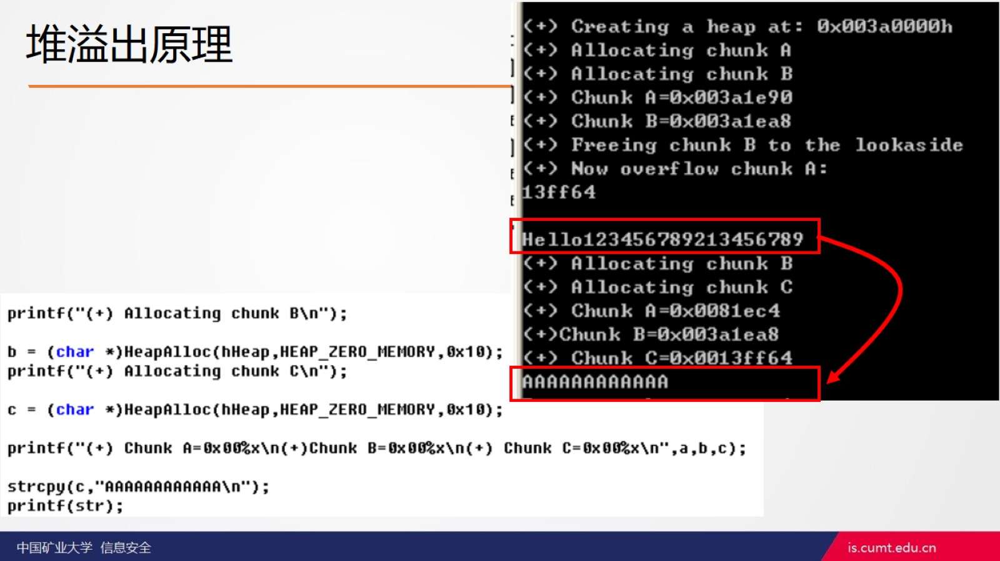 堆溢出原理
(+) Creating a heap at: 0x003a0000h
(+) Allocating chunk A
(+) Allocating chunk B
(+) Chunk A=0x003a1e90
(+) Chunk B=0x003a1ea8
(+) Freeing chunk B to the lookaside
(+) Now overflow chunk A:
13ff64
Hello123456789213456789
(+) Allocating chunk B
(+) Allocating chunk C
(+) Chunk A=0x0081ec4
(+)Chunk B=0x003a1ea8
(+) Chunk C=0x0013ff64
AAAAAAAAAAAA
printf("(+) Allocating chunk B\n");
b = (char *)HeapAlloc(hHeap,HEAP_ZERO_MEMORY,0x10);
printf("(+) Allocating chunk C\n");
c = (char *)HeapAlloc(hHeap,HEAP_ZERO_MEMORY,0x10);
printf("(+) Chunk A=0x00%x\n(+)Chunk B=0x00%x\n(+) Chunk C=0x00%x\n",a,b,c);
strcpy(c,"AAAAAAAAAAAA\n");
printf(str);
中国矿业大学 信息安全
is.cumt.edu.cn